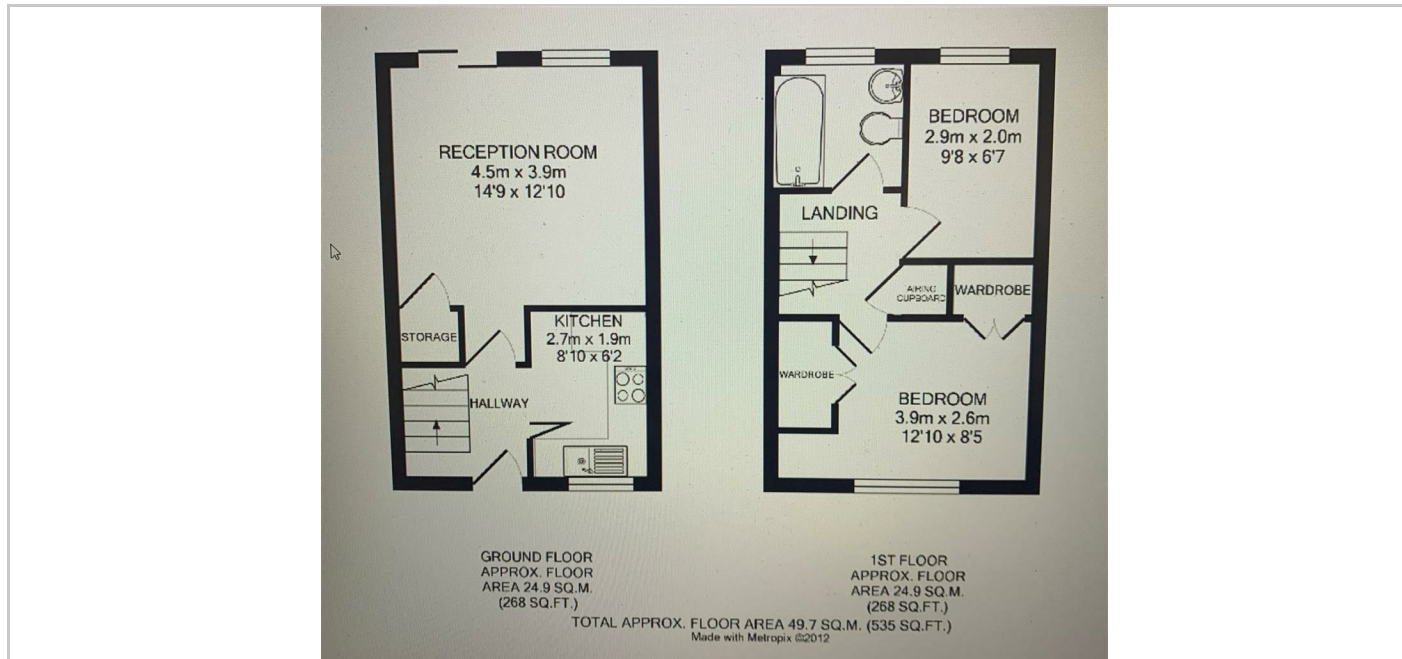 RECEPTION ROOM
4.5m x 3.9m
14'9 x 12'10
STORAGE
KITCHEN
2.7m x 1.9m
8'10 x 6'2
HALLWAY
GROUND FLOOR
APPROX. FLOOR
AREA 24.9 SQ.M.
(268 SQ.FT.)
BEDROOM
2.9m x 2.0m
9'8 x 6'7
LANDING
AIRING
CUPBOARD
WARDROBE
WARDROBE
BEDROOM
3.9m x 2.6m
12'10 x 8'5
1ST FLOOR
APPROX. FLOOR
AREA 24.9 SQ.M.
(268 SQ.FT.)
TOTAL APPROX. FLOOR AREA 49.7 SQ.M. (535 SQ.FT.)
Made with Metropix ©2012